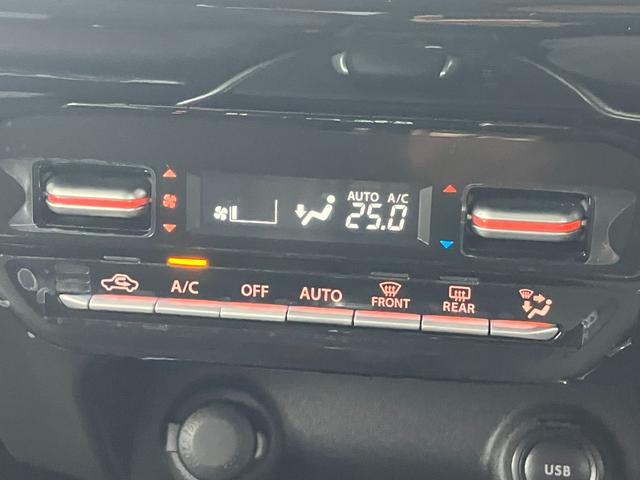 AUTO A/C
25.0
A/C OFF AUTO FRONT REAR
USB